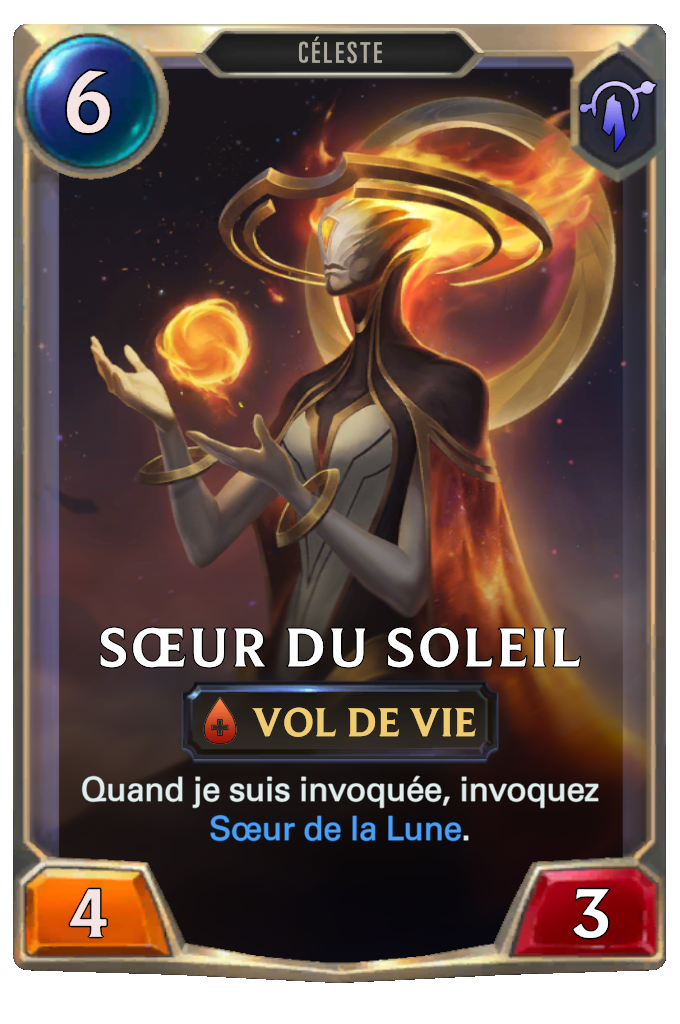 CÉLESTE
6
SŒUR DU SOLEIL
VOL DE VIE
Quand je suis invoquée, invoquez
Sœur de la Lune.
4
3